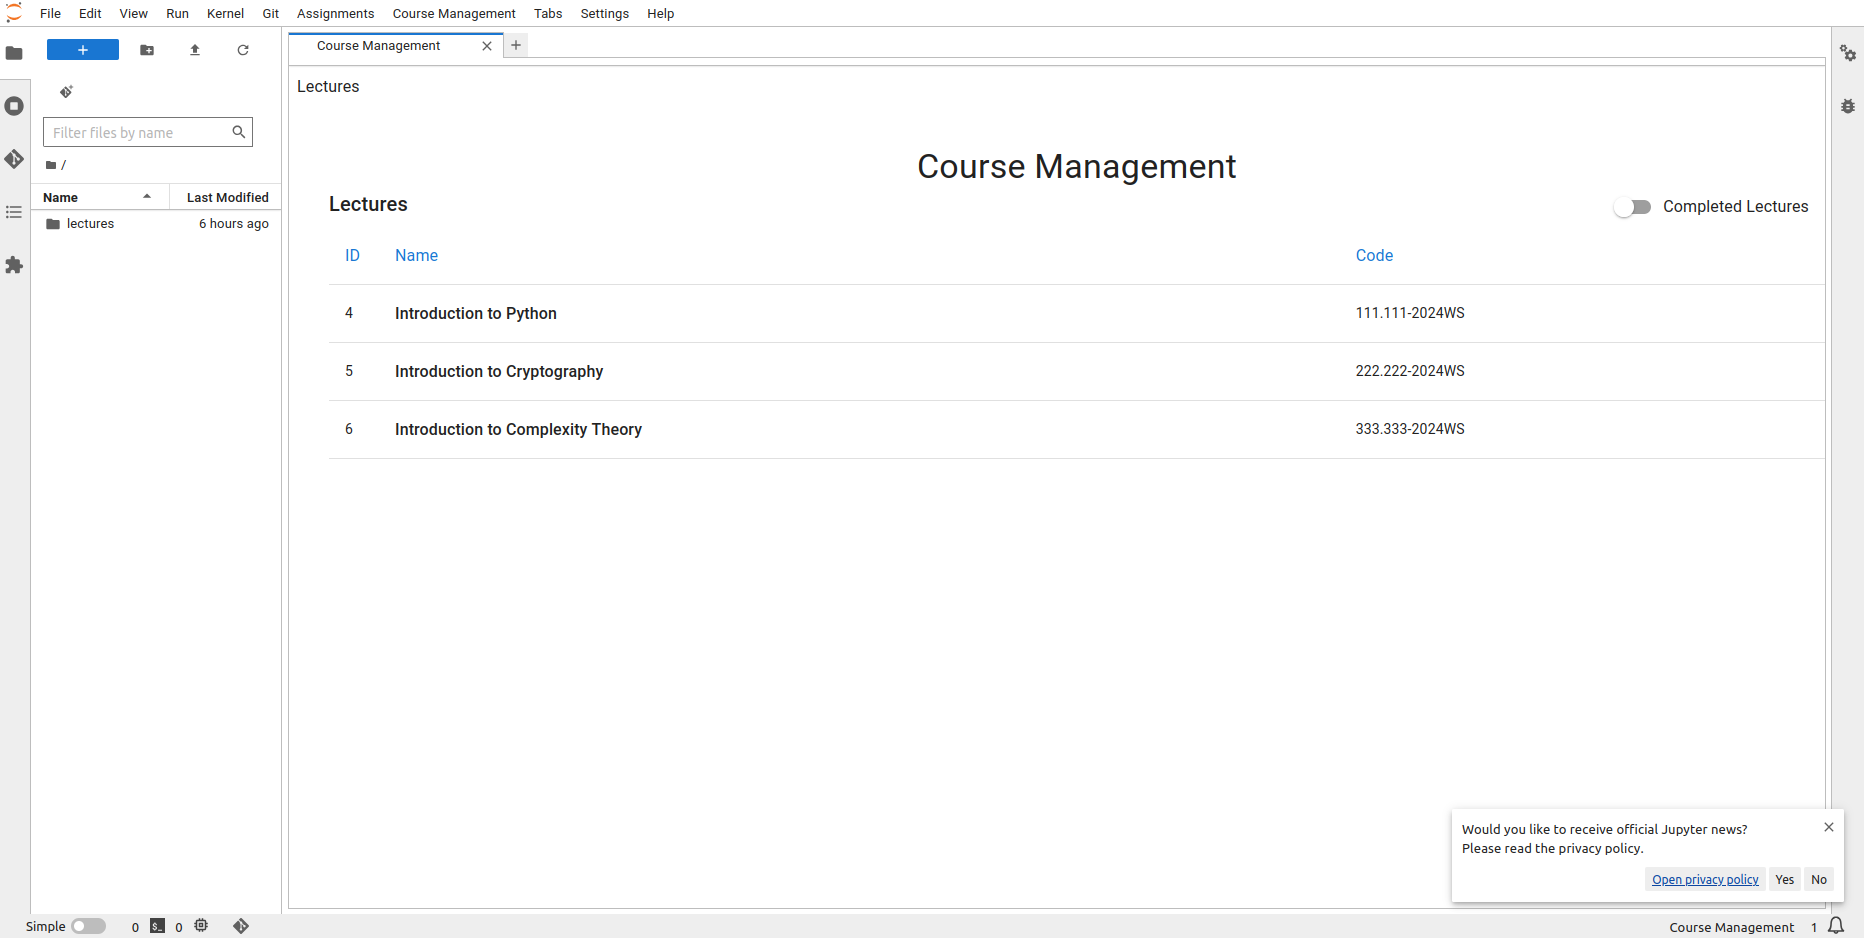 File Edit View Run Kernel Git Assignments Course Management Tabs Settings Help
Course Management
Filter files by name
/
Name Last Modified
lectures 6 hours ago
Lectures
Course Management
Lectures Completed Lectures
ID Name Code
4 Introduction to Python 111.111-2024WS
5 Introduction to Cryptography 222.222-2024WS
6 Introduction to Complexity Theory 333.333-2024WS
Would you like to receive official Jupyter news?
Please read the privacy policy.
Open privacy policy Yes No
Simple 0 $_ 0 Course Management 1